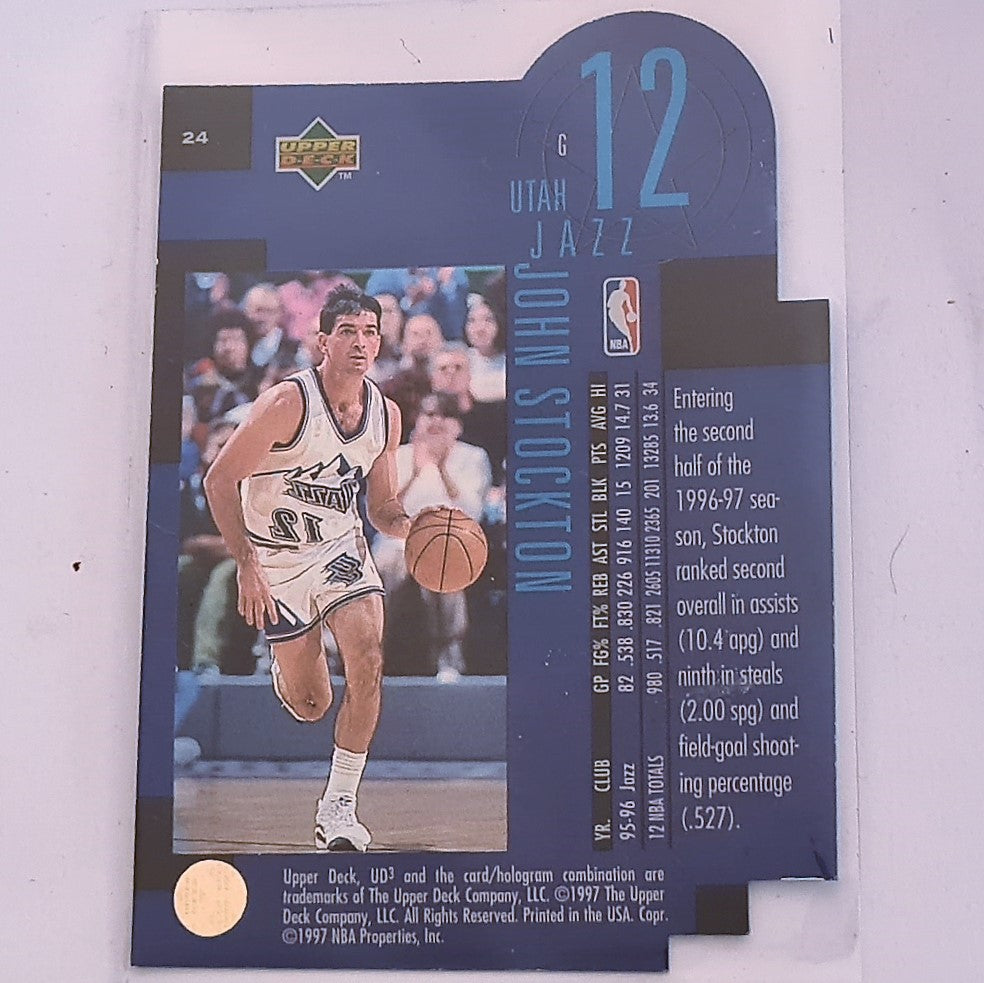 24
UPPER
DECK
TM
G
12
UTAH
JAZZ
JOHN STOCKTON
NBA
YR. CLUB GP FG% FT% REB AST STL BLK PTS AVG HI
95-96 Jazz 82 .538 .830 226 916 140 15 1209 14.7 31
12 NBA TOTALS 980 .517 .821 2605 11310 2365 201 13285 13.6 34
Entering
the second
half of the
1996-97 sea-
son, Stockton
ranked second
overall in assists
(10.4 apg) and
ninth in steals
(2.00 spg) and
field-goal shoot-
ing percentage
(.527).
UTAH
12
Upper Deck, UD³ and the card/hologram combination are
trademarks of The Upper Deck Company, LLC. ©1997 The Upper
Deck Company, LLC. All Rights Reserved. Printed in the USA. Copr.
©1997 NBA Properties, Inc.